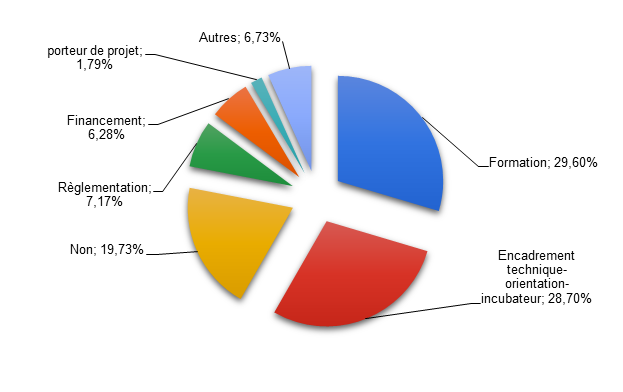 Autres; 6,73%
porteur de projet;
1,79%
Financement;
6,28%
Règlementation;
7,17%
Non; 19,73%
Formation; 29,60%
Encadrement
technique-
orientation-
incubateur; 28,70%